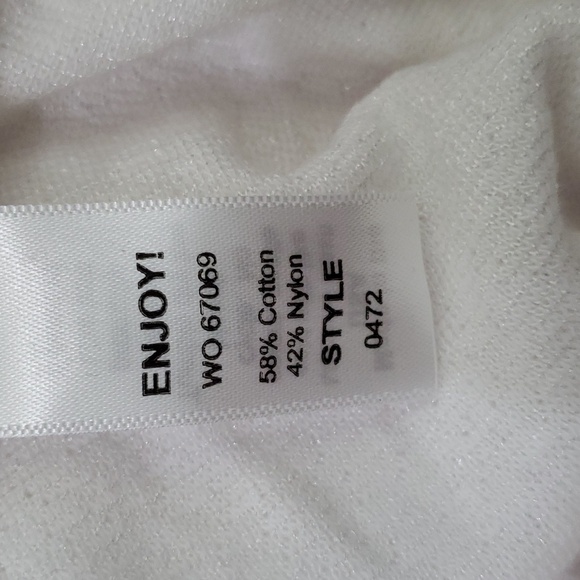 ENJOY!
WO 67069
58% Cotton
42% Nylon
STYLE
0472